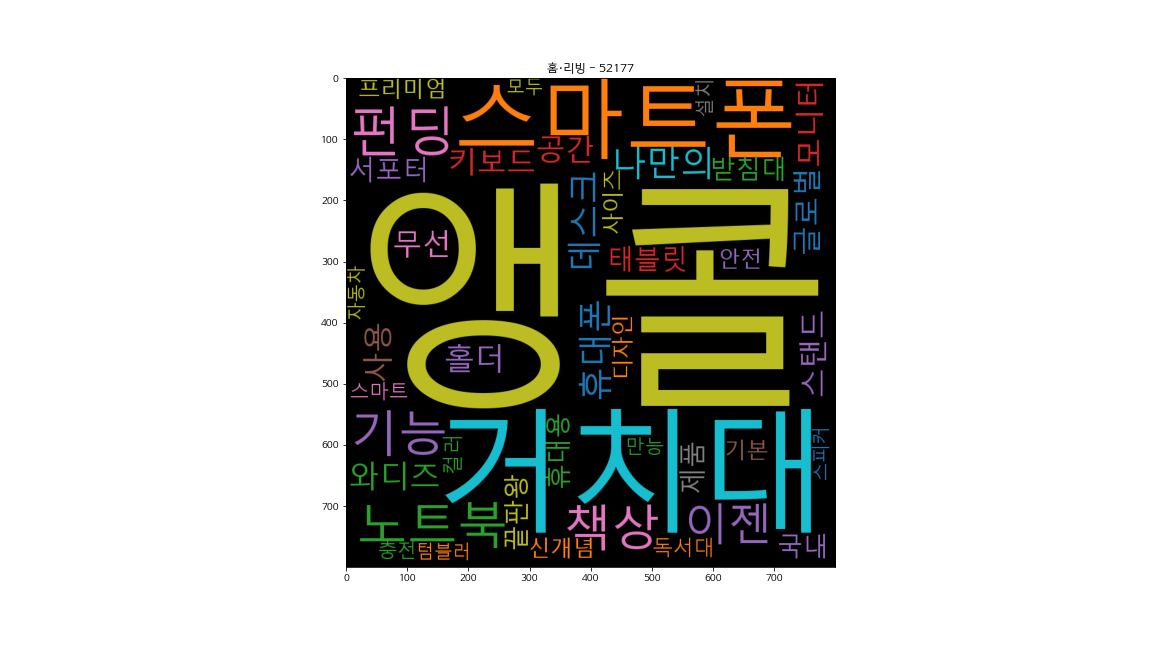 홈·리빙 - 52177
0
프리미엄
모두
설치
모니터
펀딩
스마트폰
100
키보드
공간
나만의
받침대
서포터
200
데스크
사이즈
글로벌
앵글
무선
태블릿
안전
300
자동차
400
사용
홀더
휴대폰
디자인
스탠드
500
스마트
기능
거치대
컬러
휴대용
만능
제품
기본
스피커
600
와디즈
끝판왕
700
노트북
책상
이젠
충전
텀블러
신개념
독서대
국내
0 100 200 300 400 500 600 700